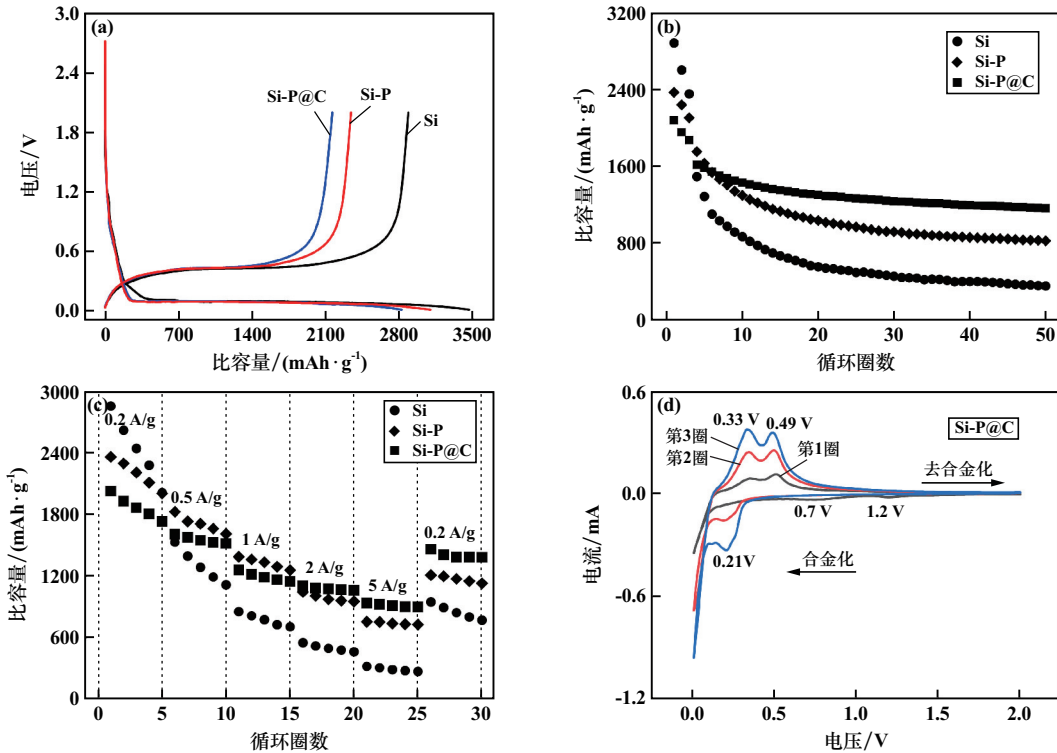 (a)
3.0
2.4
1.8
1.2
0.6
0.0
电压/V
Si-P@C
Si-P
Si
0
700
1400
2100
2800
3500
比容量/(mAh·g⁻¹)
(b)
3200
2400
1600
800
0
比容量/(mAh·g⁻¹)
Si
Si-P
Si-P@C
10
20
30
40
50
循环圈数
(c)
3000
2400
1800
1200
600
0
比容量/(mAh·g⁻¹)
0.2 A/g
0.5 A/g
1 A/g
2 A/g
5 A/g
0.2 A/g
Si
Si-P
Si-P@C
0
5
10
15
20
25
30
循环圈数
(d)
0.6
0.0
-0.6
-1.2
电流/mA
Si-P@C
0.33 V
0.49 V
第3圈
第2圈
第1圈
去合金化
0.7 V
1.2 V
0.21V
合金化
0.0
0.5
1.0
1.5
2.0
电压/V